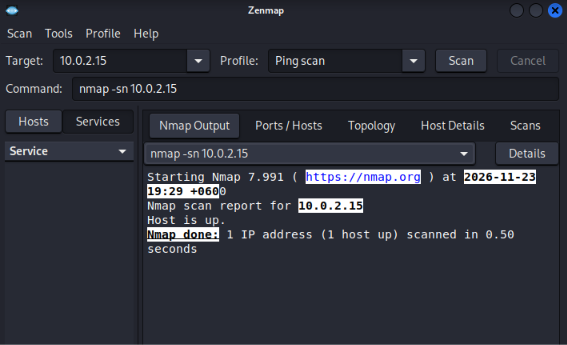 Zenmap
Scan Tools Profile Help
Target: 10.0.2.15 Profile: Ping scan Scan Cancel
Command: nmap -sn 10.0.2.15
Hosts Services Nmap Output Ports / Hosts Topology Host Details Scans
Service nmap -sn 10.0.2.15 Details
Starting Nmap 7.991 ( https://nmap.org ) at 2026-11-23
19:29 +0600
Nmap scan report for 10.0.2.15
Host is up.
Nmap done: 1 IP address (1 host up) scanned in 0.50
seconds